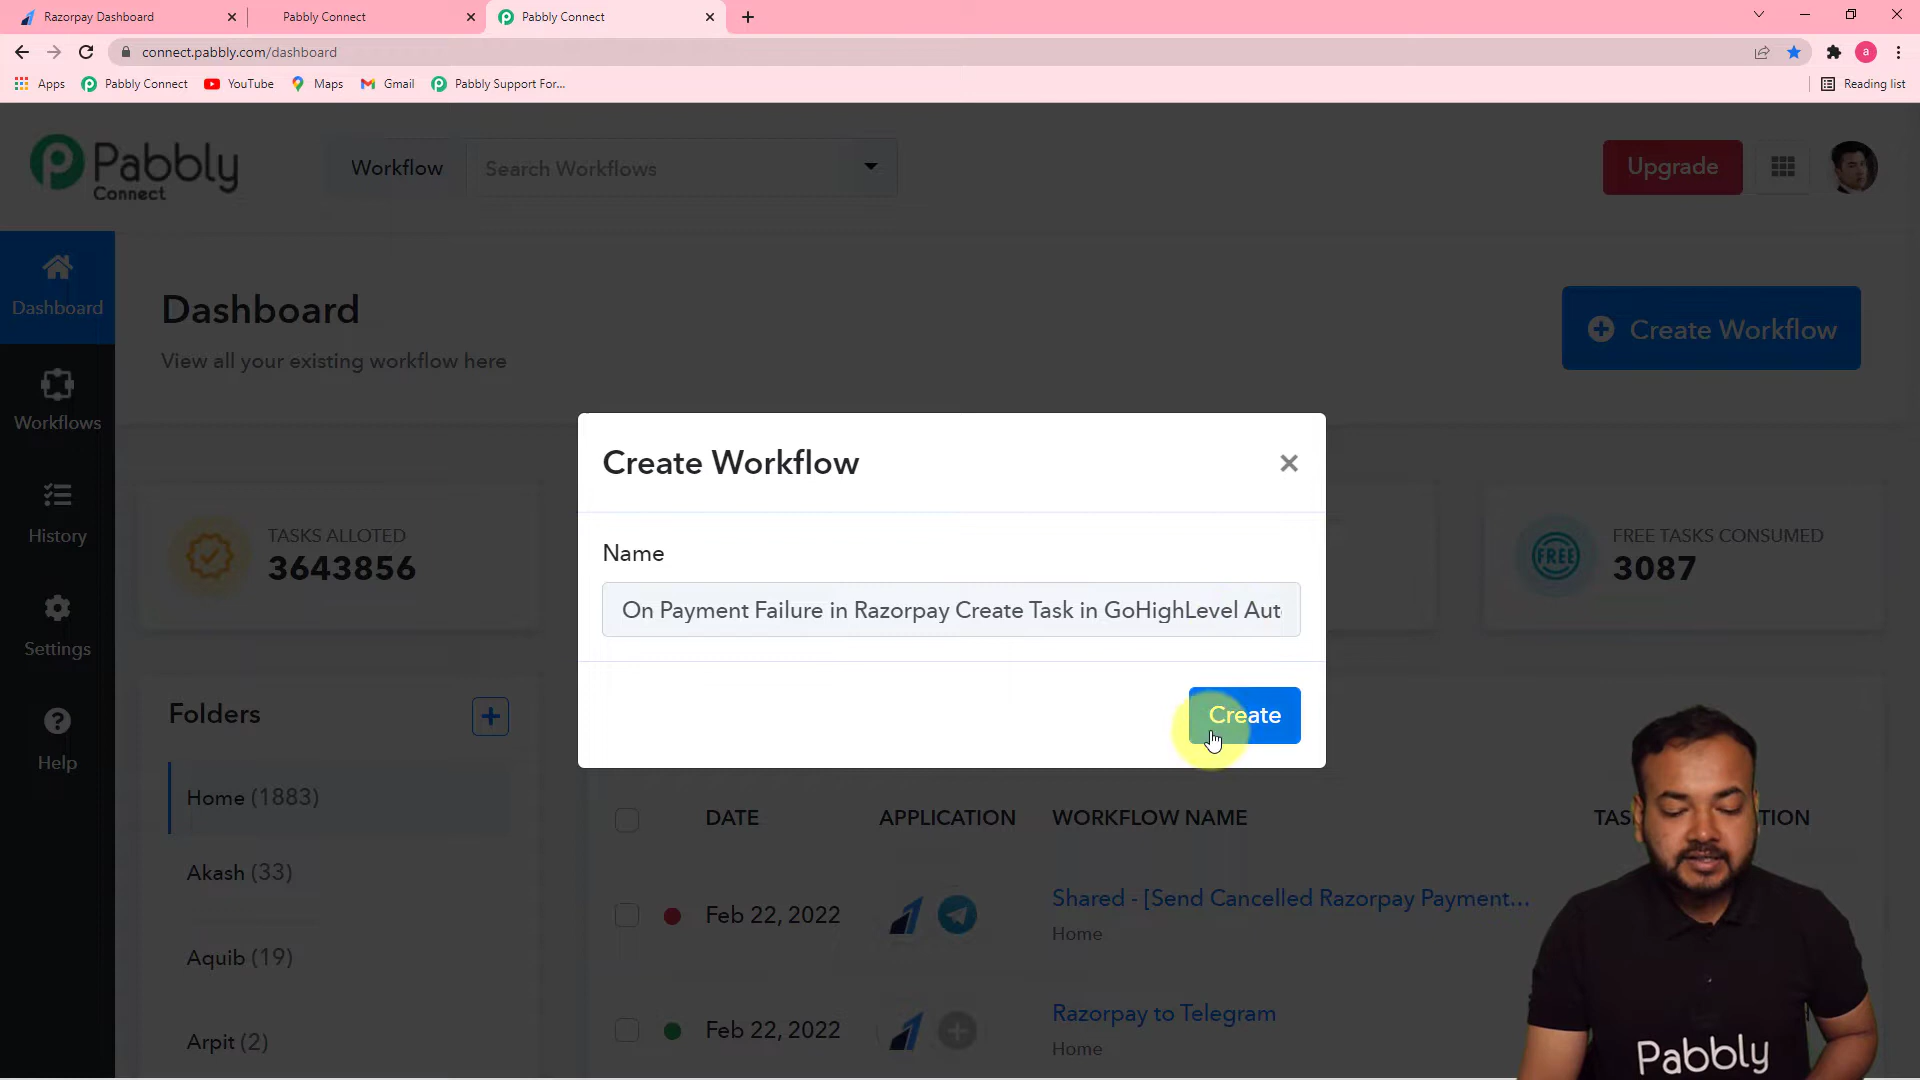 Razorpay Dashboard
Pabbly Connect
Pabbly Connect
connect.pabbly.com/dashboard
a
Apps
Pabbly Connect
YouTube
Maps
Gmail
Pabbly Support For...
Reading list
Pabbly
Connect
Workflow
Search Workflows
Upgrade
Dashboard
Workflows
History
Settings
Help
Dashboard
View all your existing workflow here
Create Workflow
TASKS ALLOTED
3643856
FREE
FREE TASKS CONSUMED
3087
Create Workflow
Name
On Payment Failure in Razorpay Create Task in GoHighLevel Aut
Create
Folders
Home (1883)
Akash (33)
Aquib (19)
Arpit (2)
DATE
APPLICATION
WORKFLOW NAME
Feb 22, 2022
Shared - [Send Cancelled Razorpay Payment...
Home
Feb 22, 2022
Razorpay to Telegram
Home
Pabbly